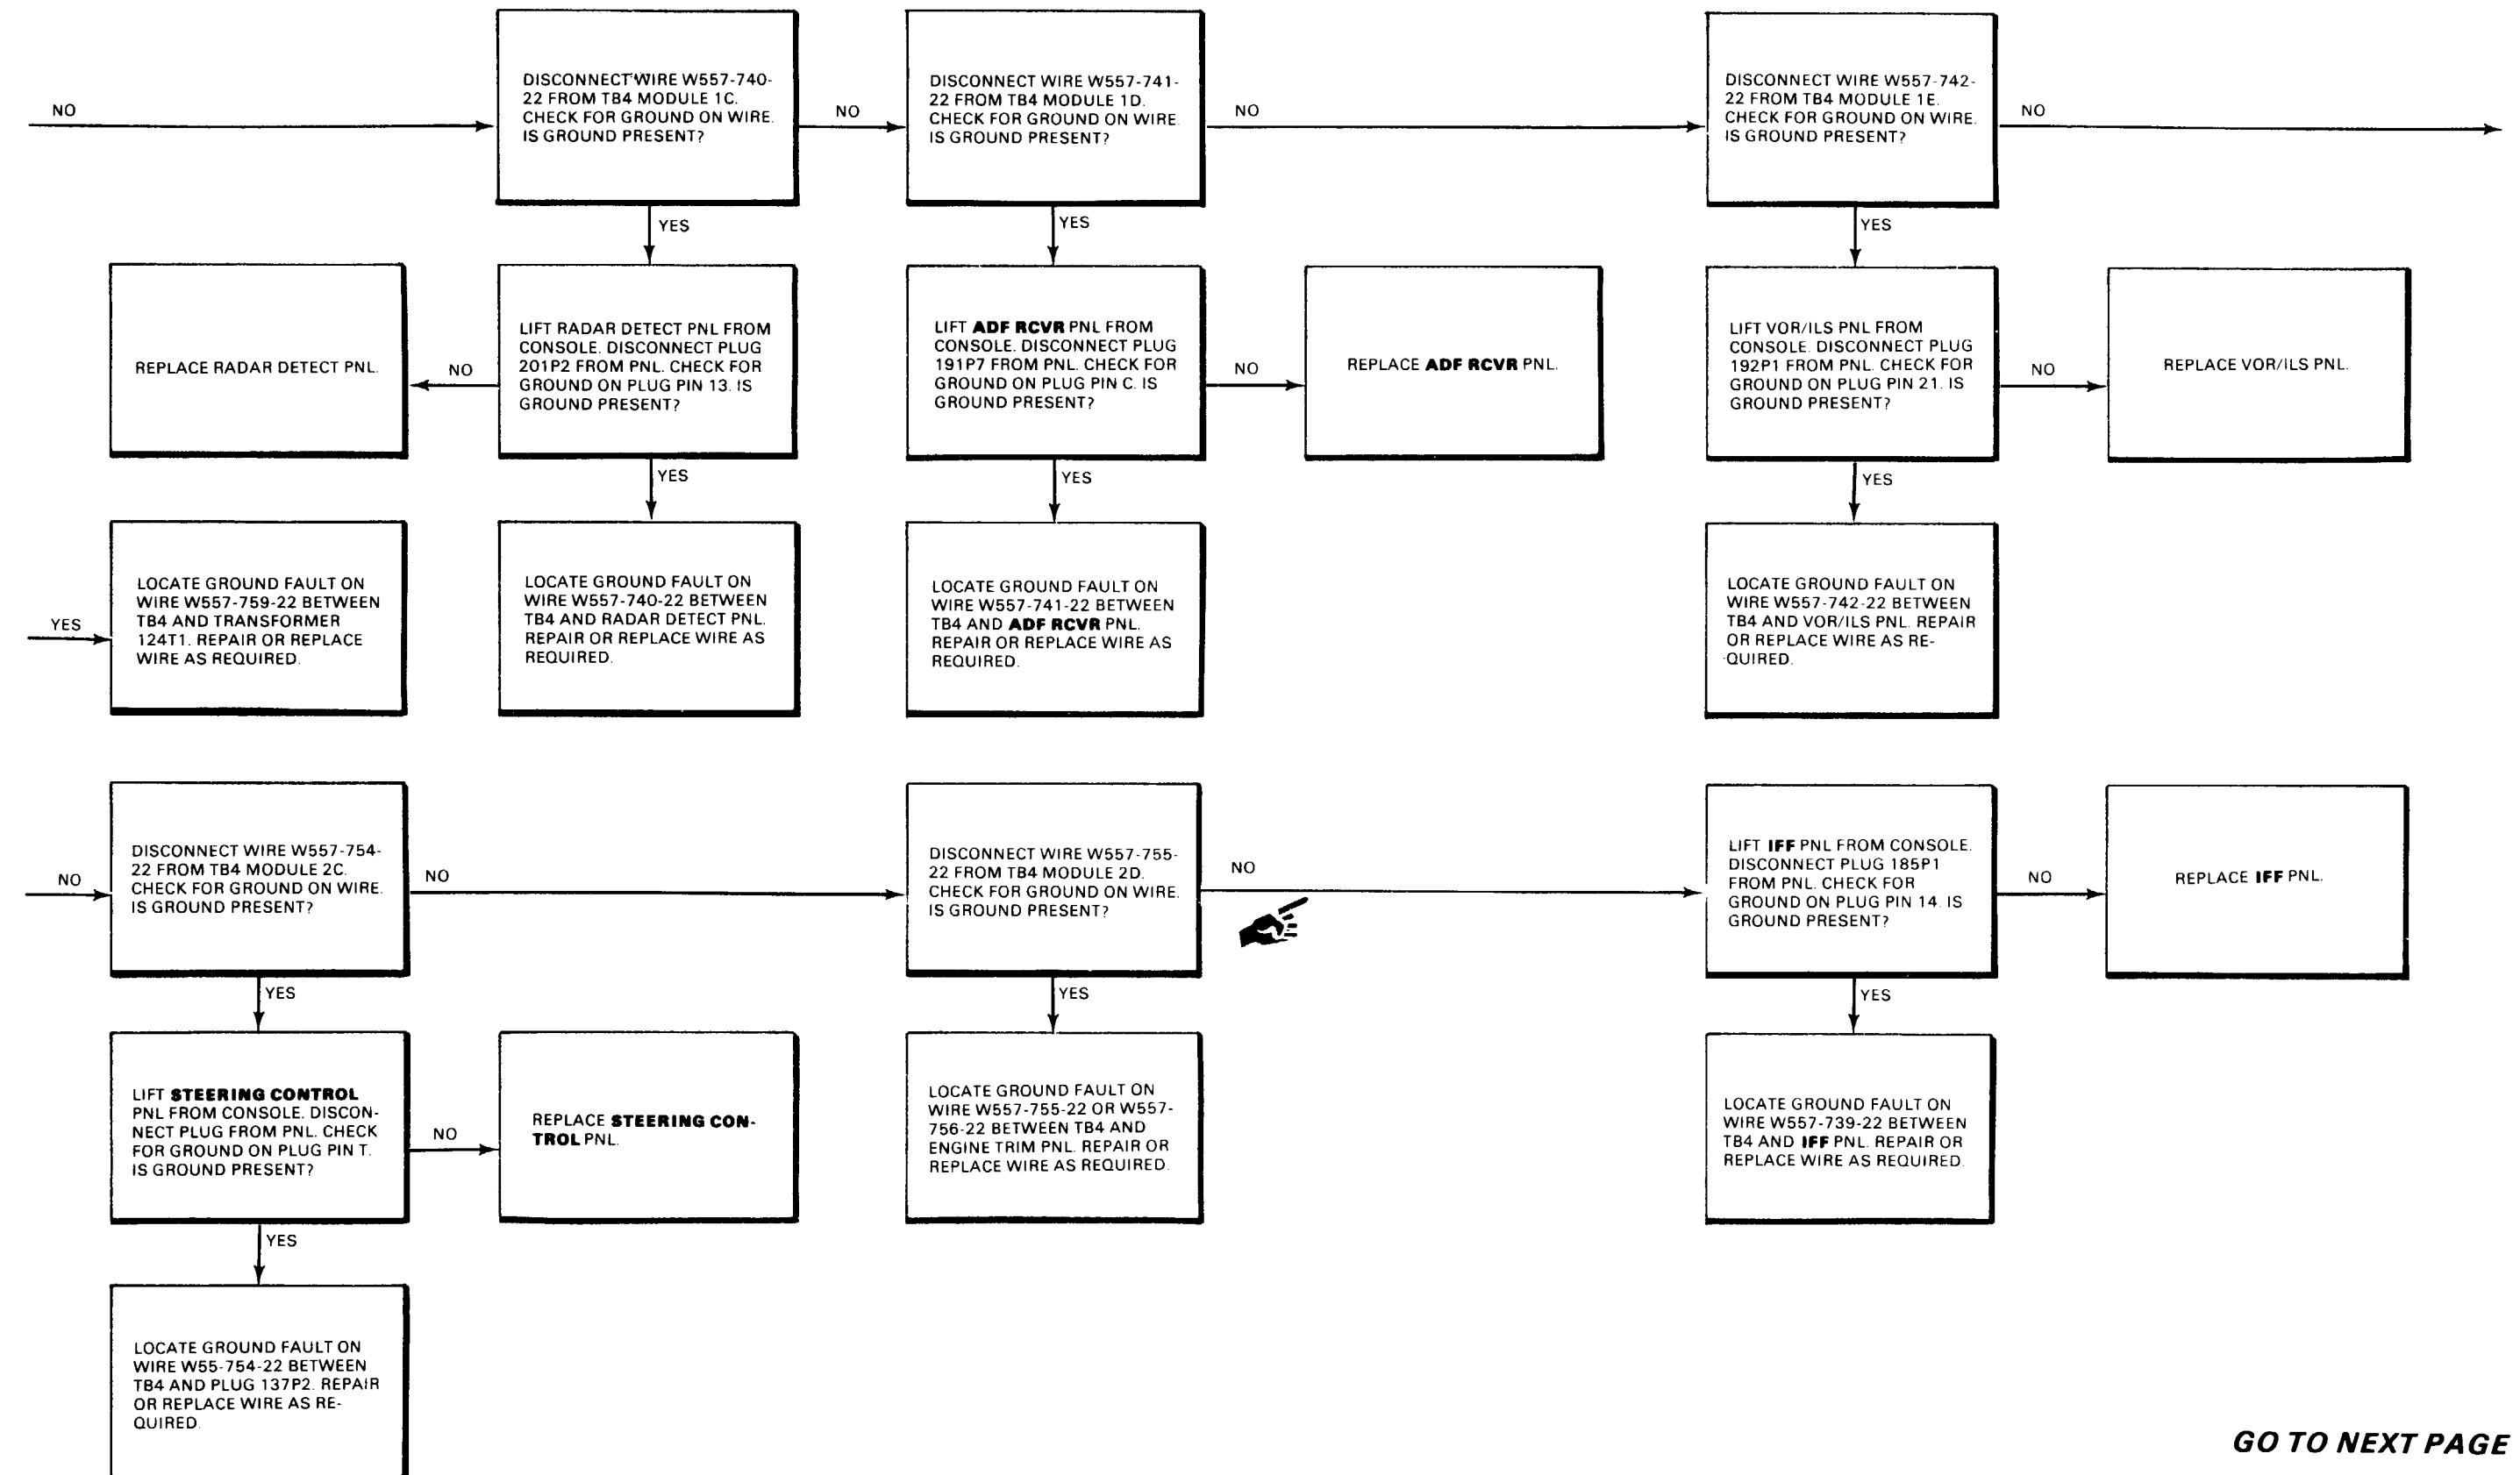 NO
DISCONNECT WIRE W557-740-
22 FROM TB4 MODULE 1C.
CHECK FOR GROUND ON WIRE.
IS GROUND PRESENT?
NO
DISCONNECT WIRE W557-741-
22 FROM TB4 MODULE 1D.
CHECK FOR GROUND ON WIRE.
IS GROUND PRESENT?
NO
DISCONNECT WIRE W557-742-
22 FROM TB4 MODULE 1E.
CHECK FOR GROUND ON WIRE.
IS GROUND PRESENT?
NO
YES
YES
YES
REPLACE RADAR DETECT PNL.
NO
LIFT RADAR DETECT PNL FROM
CONSOLE. DISCONNECT PLUG
201P2 FROM PNL. CHECK FOR
GROUND ON PLUG PIN 13. IS
GROUND PRESENT?
LIFT ADF RCVR PNL FROM
CONSOLE. DISCONNECT PLUG
191P7 FROM PNL. CHECK FOR
GROUND ON PLUG PIN C. IS
GROUND PRESENT?
NO
REPLACE ADF RCVR PNL.
LIFT VOR/ILS PNL FROM
CONSOLE. DISCONNECT PLUG
192P1 FROM PNL. CHECK FOR
GROUND ON PLUG PIN 21. IS
GROUND PRESENT?
NO
REPLACE VOR/ILS PNL.
YES
YES
YES
YES
LOCATE GROUND FAULT ON
WIRE W557-759-22 BETWEEN
TB4 AND TRANSFORMER
124T1. REPAIR OR REPLACE
WIRE AS REQUIRED.
LOCATE GROUND FAULT ON
WIRE W557-740-22 BETWEEN
TB4 AND RADAR DETECT PNL.
REPAIR OR REPLACE WIRE AS
REQUIRED.
LOCATE GROUND FAULT ON
WIRE W557-741-22 BETWEEN
TB4 AND ADF RCVR PNL.
REPAIR OR REPLACE WIRE AS
REQUIRED.
LOCATE GROUND FAULT ON
WIRE W557-742-22 BETWEEN
TB4 AND VOR/ILS PNL. REPAIR
OR REPLACE WIRE AS RE-
QUIRED.
NO
DISCONNECT WIRE W557-754-
22 FROM TB4 MODULE 2C.
CHECK FOR GROUND ON WIRE.
IS GROUND PRESENT?
NO
DISCONNECT WIRE W557-755-
22 FROM TB4 MODULE 2D.
CHECK FOR GROUND ON WIRE.
IS GROUND PRESENT?
NO
LIFT IFF PNL FROM CONSOLE.
DISCONNECT PLUG 185P1
FROM PNL. CHECK FOR
GROUND ON PLUG PIN 14. IS
GROUND PRESENT?
NO
REPLACE IFF PNL.
YES
YES
YES
LIFT STEERING CONTROL
PNL FROM CONSOLE. DISCON-
NECT PLUG FROM PNL. CHECK
FOR GROUND ON PLUG PIN T.
IS GROUND PRESENT?
NO
REPLACE STEERING CON-
TROL PNL.
LOCATE GROUND FAULT ON
WIRE W557-755-22 OR W557-
756-22 BETWEEN TB4 AND
ENGINE TRIM PNL. REPAIR OR
REPLACE WIRE AS REQUIRED.
LOCATE GROUND FAULT ON
WIRE W557-739-22 BETWEEN
TB4 AND IFF PNL. REPAIR OR
REPLACE WIRE AS REQUIRED.
YES
LOCATE GROUND FAULT ON
WIRE W55-754-22 BETWEEN
TB4 AND PLUG 137P2. REPAIR
OR REPLACE WIRE AS RE-
QUIRED.
GO TO NEXT PAGE